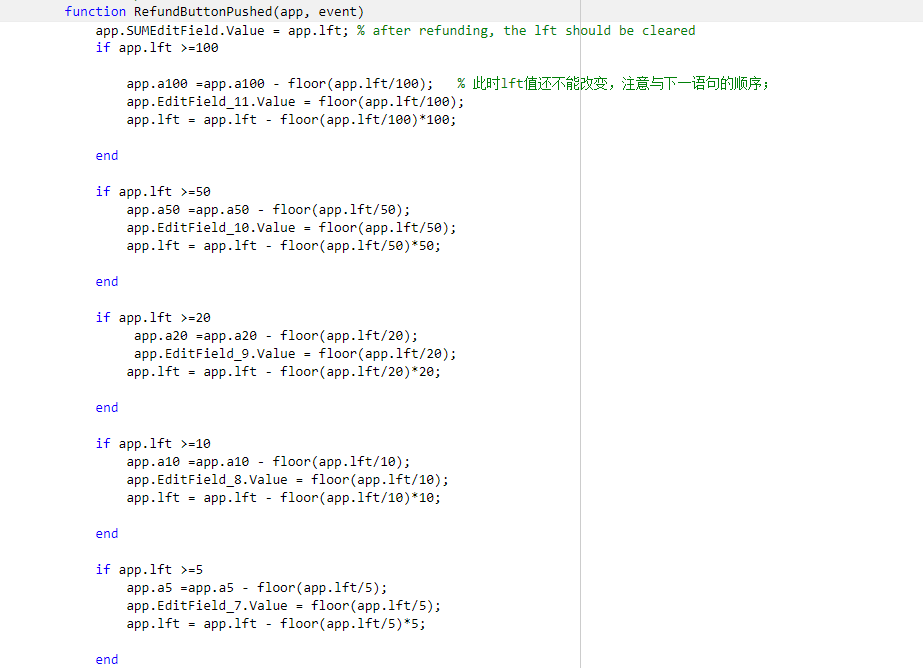 function RefundButtonPushed(app, event)
app.SUMEditField.Value = app.lft; % after refunding, the lft should be cleared
if app.lft >=100
app.a100 =app.a100 - floor(app.lft/100);   % 此时lft值还不能改变，注意与下一语句的顺序；
app.EditField_11.Value = floor(app.lft/100);
app.lft = app.lft - floor(app.lft/100)*100;
end
if app.lft >=50
app.a50 =app.a50 - floor(app.lft/50);
app.EditField_10.Value = floor(app.lft/50);
app.lft = app.lft - floor(app.lft/50)*50;
end
if app.lft >=20
app.a20 =app.a20 - floor(app.lft/20);
app.EditField_9.Value = floor(app.lft/20);
app.lft = app.lft - floor(app.lft/20)*20;
end
if app.lft >=10
app.a10 =app.a10 - floor(app.lft/10);
app.EditField_8.Value = floor(app.lft/10);
app.lft = app.lft - floor(app.lft/10)*10;
end
if app.lft >=5
app.a5 =app.a5 - floor(app.lft/5);
app.EditField_7.Value = floor(app.lft/5);
app.lft = app.lft - floor(app.lft/5)*5;
end